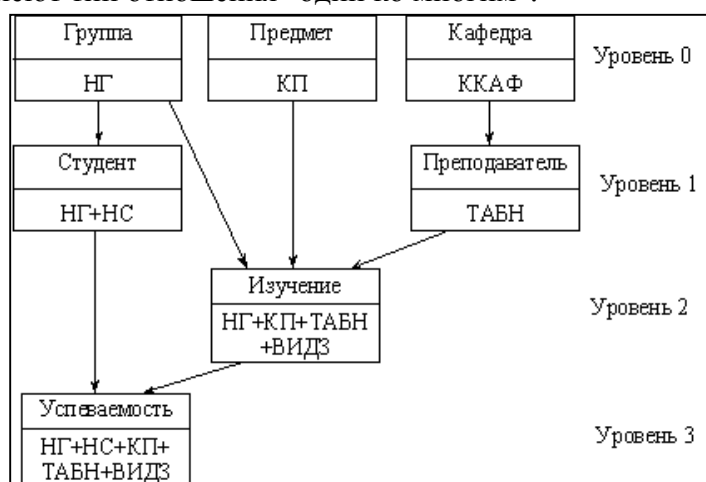 меют тип отношения "один ко многим".
Группа
Предмет
Кафедра
Уровень 0
НГ
КП
ККАФ
Студент
Преподаватель
Уровень 1
НГ+НС
ТАБН
Изучение
Уровень 2
НГ+КП+ТАБН
+ВИДЗ
Успеваемость
Уровень 3
НГ+НС+КП+
ТАБН+ВИДЗ